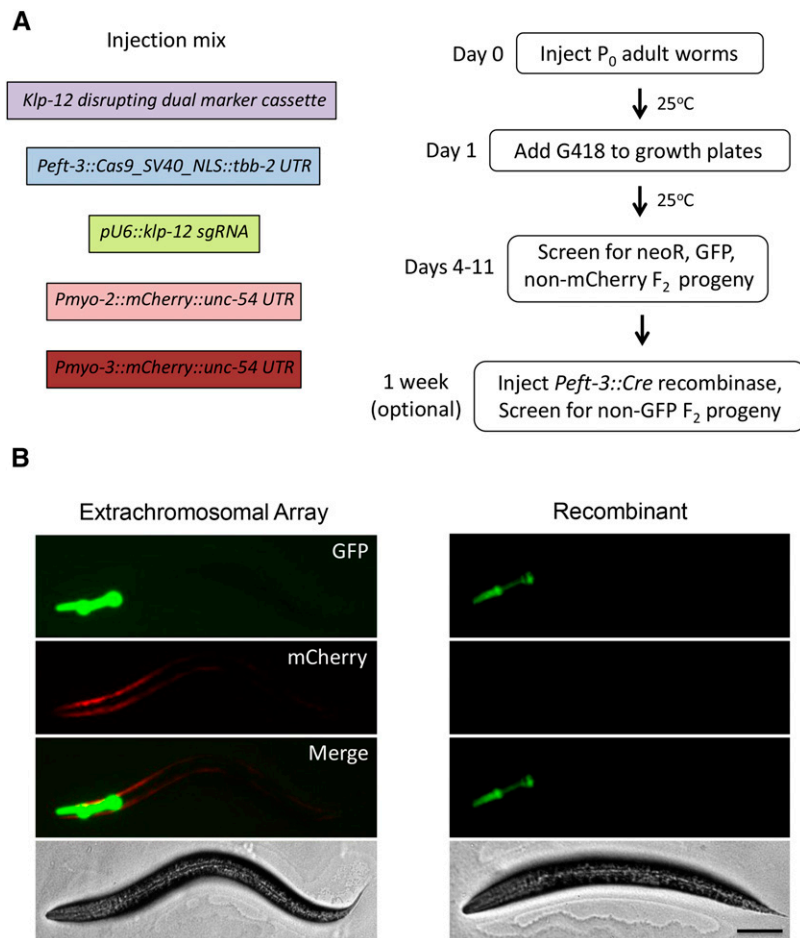 A
Injection mix
Klp-12 disrupting dual marker cassette
Peft-3::Cas9_SV40_NLS::tbb-2 UTR
pU6::klp-12 sgRNA
Pmyo-2::mCherry::unc-54 UTR
Pmyo-3::mCherry::unc-54 UTR
Day 0
Inject P₀ adult worms
25°C
Day 1
Add G418 to growth plates
25°C
Days 4-11
Screen for neoR, GFP,
non-mCherry F₂ progeny
1 week
(optional)
Inject Peft-3::Cre recombinase,
Screen for non-GFP F₂ progeny
B
Extrachromosomal Array
GFP
mCherry
Merge
Recombinant